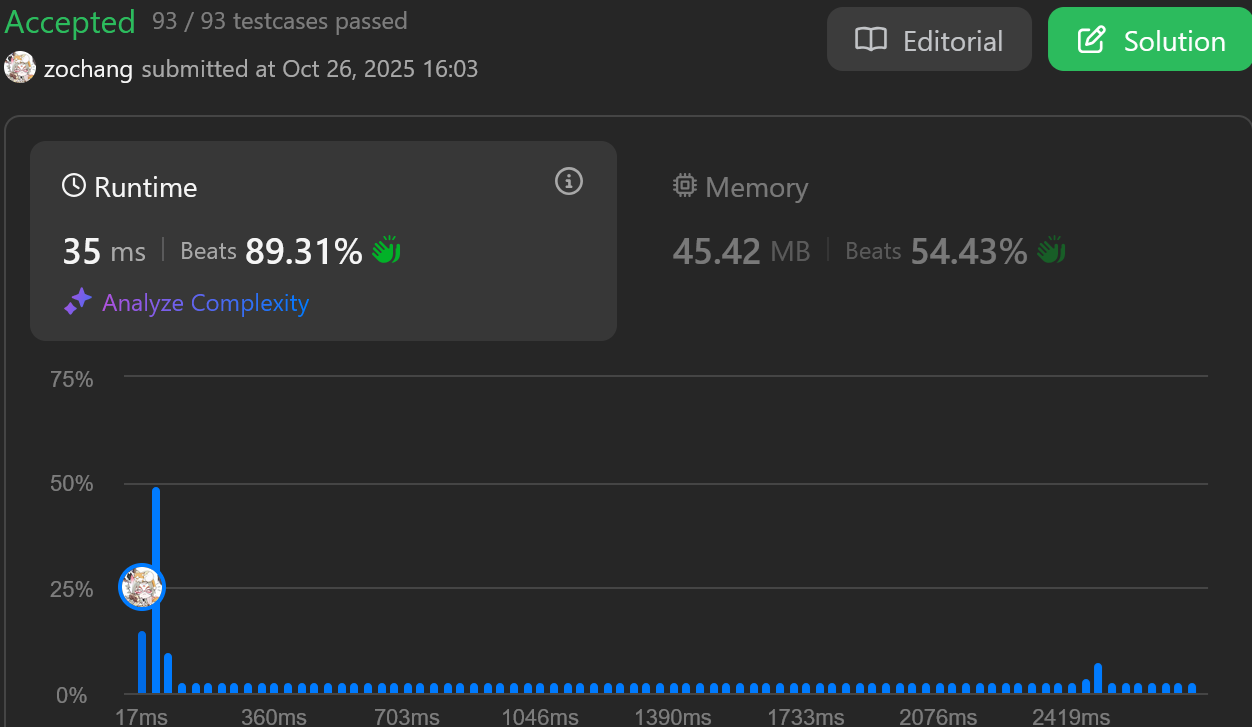 Accepted 93 / 93 testcases passed
Editorial
Solution
zochang submitted at Oct 26, 2025 16:03
Runtime
35 ms | Beats 89.31%
Analyze Complexity
Memory
45.42 MB | Beats 54.43%
75%
50%
25%
0%
17ms 360ms 703ms 1046ms 1390ms 1733ms 2076ms 2419ms